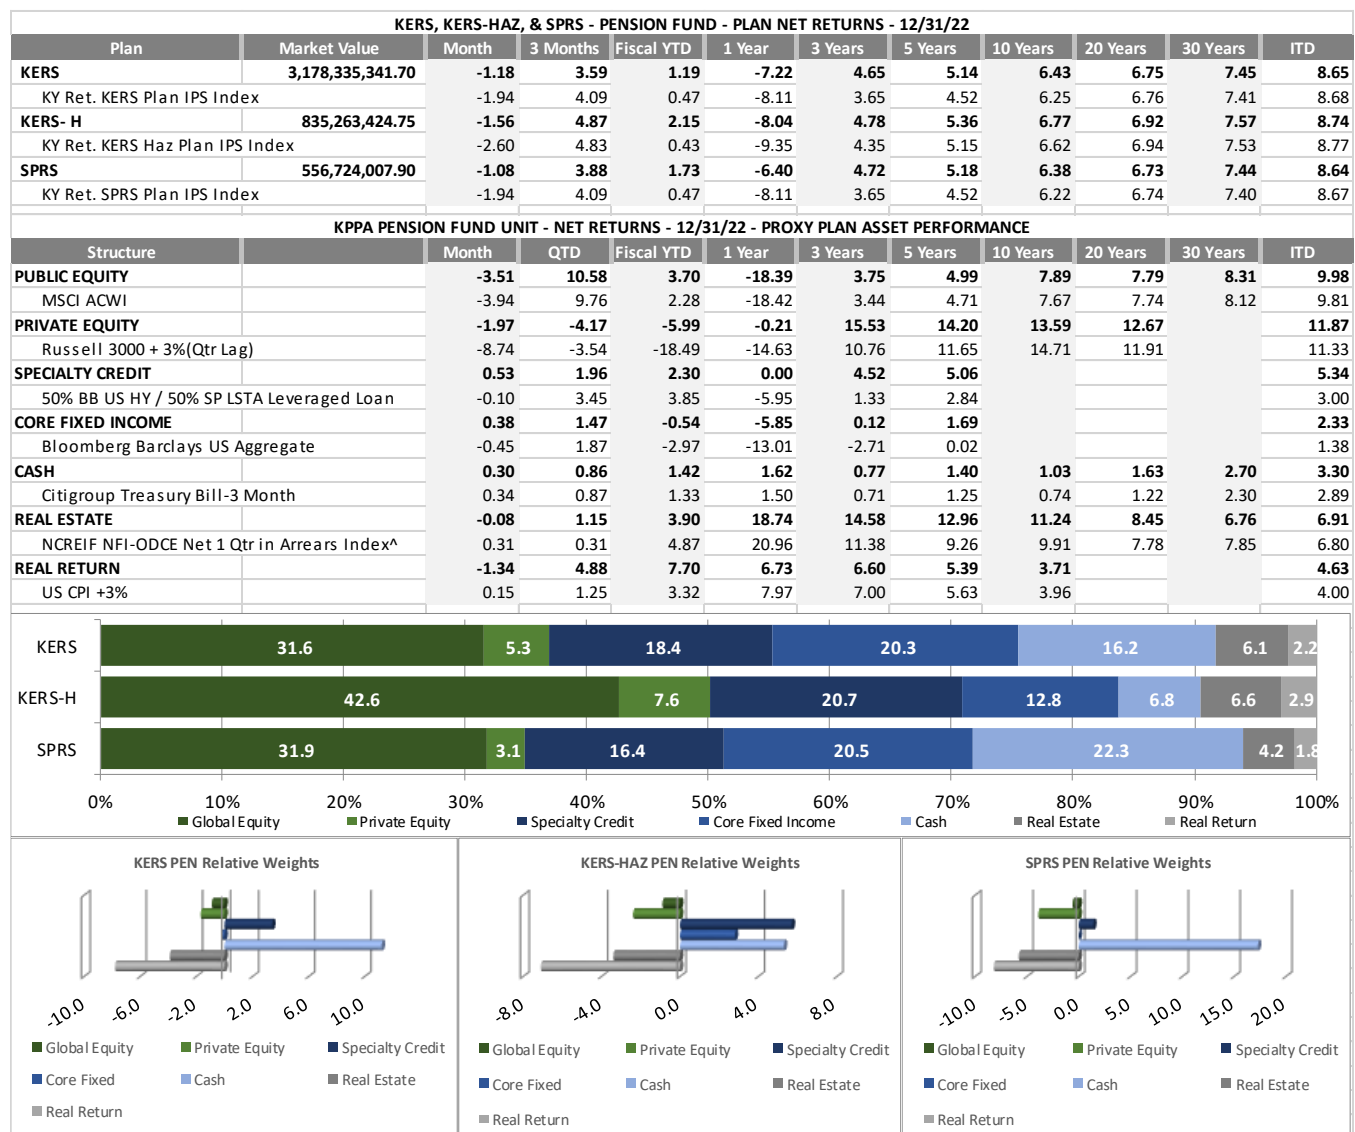 KERS, KERS-HAZ, & SPRS - PENSION FUND - PLAN NET RETURNS - 12/31/22
Plan Market Value Month 3 Months Fiscal YTD 1 Year 3 Years 5 Years 10 Years 20 Years 30 Years ITD
KERS 3,178,335,341.70 -1.18 3.59 1.19 -7.22 4.65 5.14 6.43 6.75 7.45 8.65
KY Ret. KERS Plan IPS Index -1.94 4.09 0.47 -8.11 3.65 4.52 6.25 6.76 7.41 8.68
KERS- H 835,263,424.75 -1.56 4.87 2.15 -8.04 4.78 5.36 6.77 6.92 7.57 8.74
KY Ret. KERS Haz Plan IPS Index -2.60 4.83 0.43 -9.35 4.35 5.15 6.62 6.94 7.53 8.77
SPRS 556,724,007.90 -1.08 3.88 1.73 -6.40 4.72 5.18 6.38 6.73 7.44 8.64
KY Ret. SPRS Plan IPS Index -1.94 4.09 0.47 -8.11 3.65 4.52 6.22 6.74 7.40 8.67
KPPA PENSION FUND UNIT - NET RETURNS - 12/31/22 - PROXY PLAN ASSET PERFORMANCE
Structure Month QTD Fiscal YTD 1 Year 3 Years 5 Years 10 Years 20 Years 30 Years ITD
PUBLIC EQUITY -3.51 10.58 3.70 -18.39 3.75 4.99 7.89 7.79 8.31 9.98
MSCI ACWI -3.94 9.76 2.28 -18.42 3.44 4.71 7.67 7.74 8.12 9.81
PRIVATE EQUITY -1.97 -4.17 -5.99 -0.21 15.53 14.20 13.59 12.67 11.87
Russell 3000 + 3%(Qtr Lag) -8.74 -3.54 -18.49 -14.63 10.76 11.65 14.71 11.91 11.33
SPECIALTY CREDIT 0.53 1.96 2.30 0.00 4.52 5.06 5.34
50% BB US HY / 50% SP LSTA Leveraged Loan -0.10 3.45 3.85 -5.95 1.33 2.84 3.00
CORE FIXED INCOME 0.38 1.47 -0.54 -5.85 0.12 1.69 2.33
Bloomberg Barclays US Aggregate -0.45 1.87 -2.97 -13.01 -2.71 0.02 1.38
CASH 0.30 0.86 1.42 1.62 0.77 1.40 1.03 1.63 2.70 3.30
Citigroup Treasury Bill-3 Month 0.34 0.87 1.33 1.50 0.71 1.25 0.74 1.22 2.30 2.89
REAL ESTATE -0.08 1.15 3.90 18.74 14.58 12.96 11.24 8.45 6.76 6.91
NCREIF NFI-ODCE Net 1 Qtr in Arrears Index^ 0.31 0.31 4.87 20.96 11.38 9.26 9.91 7.78 7.85 6.80
REAL RETURN -1.34 4.88 7.70 6.73 6.60 5.39 3.71 4.63
US CPI +3% 0.15 1.25 3.32 7.97 7.00 5.63 3.96 4.00
KERS 31.6 5.3 18.4 20.3 16.2 6.1 2.2
KERS-H 42.6 7.6 20.7 12.8 6.8 6.6 2.9
SPRS 31.9 3.1 16.4 20.5 22.3 4.2 1.8
0% 10% 20% 30% 40% 50% 60% 70% 80% 90% 100%
Global Equity Private Equity Specialty Credit Core Fixed Income Cash Real Estate Real Return
KERS PEN Relative Weights
-10.0 -6.0 -2.0 2.0 6.0 10.0
Global Equity Private Equity Specialty Credit
Core Fixed Cash Real Estate
Real Return
KERS-HAZ PEN Relative Weights
-8.0 -4.0 0.0 4.0 8.0
Global Equity Private Equity Specialty Credit
Core Fixed Cash Real Estate
Real Return
SPRS PEN Relative Weights
-10.0 -5.0 0.0 5.0 10.0 15.0 20.0
Global Equity Private Equity Specialty Credit
Core Fixed Cash Real Estate
Real Return